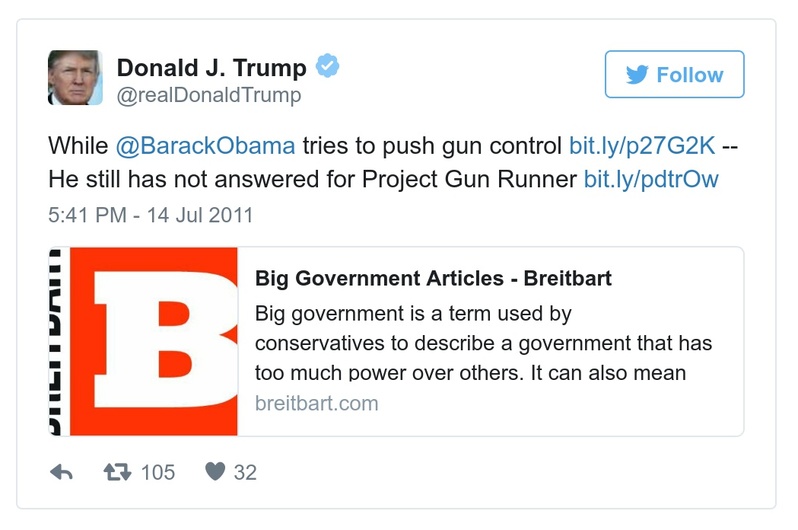 Donald J. Trump
@realDonaldTrump
Follow
While @BarackObama tries to push gun control bit.ly/p27G2K --
He still has not answered for Project Gun Runner bit.ly/pdtrOw
5:41 PM - 14 Jul 2011
B
Big Government Articles - Breitbart
Big government is a term used by
conservatives to describe a government that has
too much power over others. It can also mean
breitbart.com
105
32